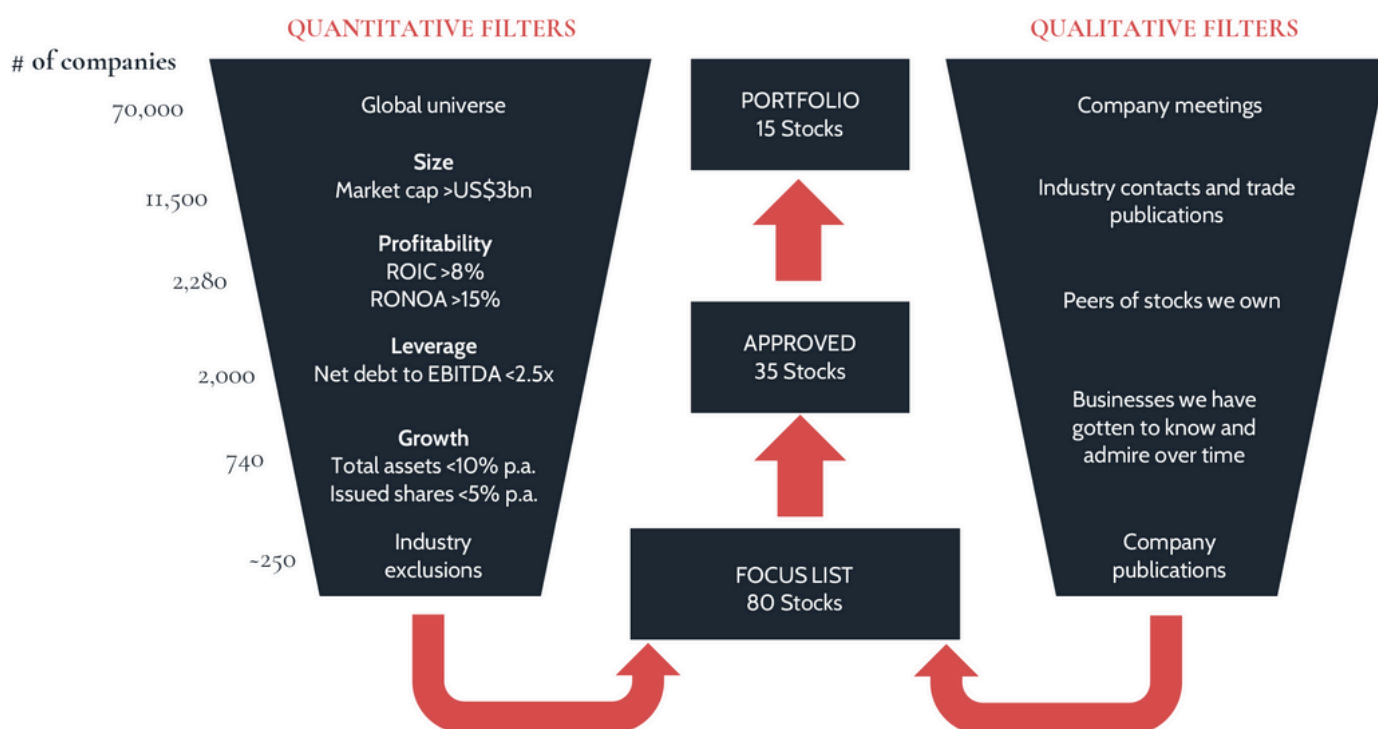 QUANTITATIVE FILTERS
QUALITATIVE FILTERS
# of companies
70,000
11,500
2,280
2,000
740
~250
Global universe
Size
Market cap >US$3bn
Profitability
ROIC >8%
RONOA >15%
Leverage
Net debt to EBITDA <2.5x
Growth
Total assets <10% p.a.
Issued shares <5% p.a.
Industry
exclusions
PORTFOLIO
15 Stocks
APPROVED
35 Stocks
FOCUS LIST
80 Stocks
Company meetings
Industry contacts and trade
publications
Peers of stocks we own
Businesses we have
gotten to know and
admire over time
Company
publications